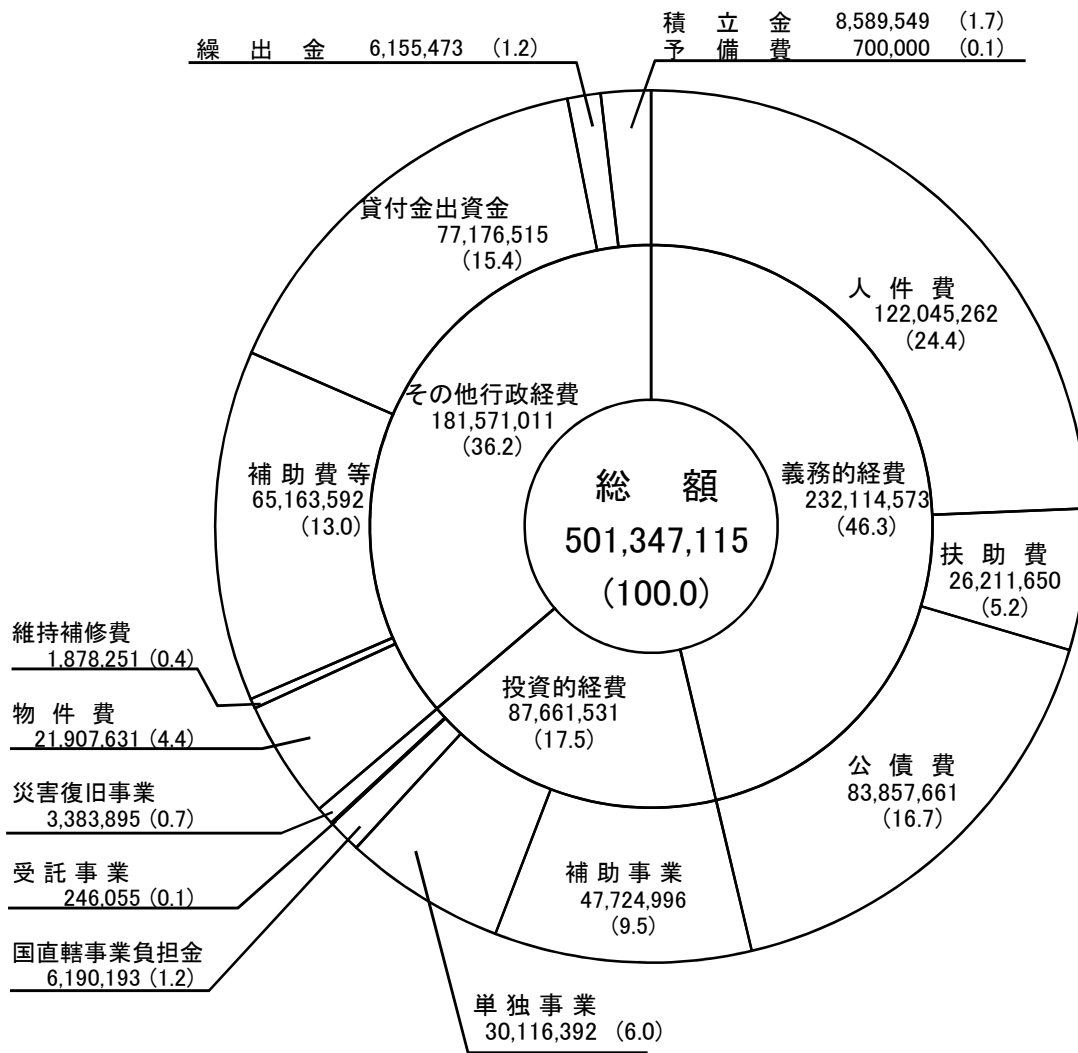 積 立 金 8,589,549 (1.7)
予 備 費 700,000 (0.1)
繰 出 金 6,155,473 (1.2)
貸付金出資金
77,176,515
(15.4)
人 件 費
122,045,262
(24.4)
その他行政経費
181,571,011
(36.2)
補 助 費 等
65,163,592
(13.0)
総 額
501,347,115
(100.0)
義務的経費
232,114,573
(46.3)
扶 助 費
26,211,650
(5.2)
維持補修費
1,878,251 (0.4)
物 件 費
21,907,631 (4.4)
投資的経費
87,661,531
(17.5)
公 債 費
83,857,661
(16.7)
災害復旧事業
3,383,895 (0.7)
受 託 事 業
246,055 (0.1)
補 助 事 業
47,724,996
(9.5)
国直轄事業負担金
6,190,193 (1.2)
単 独 事 業
30,116,392 (6.0)